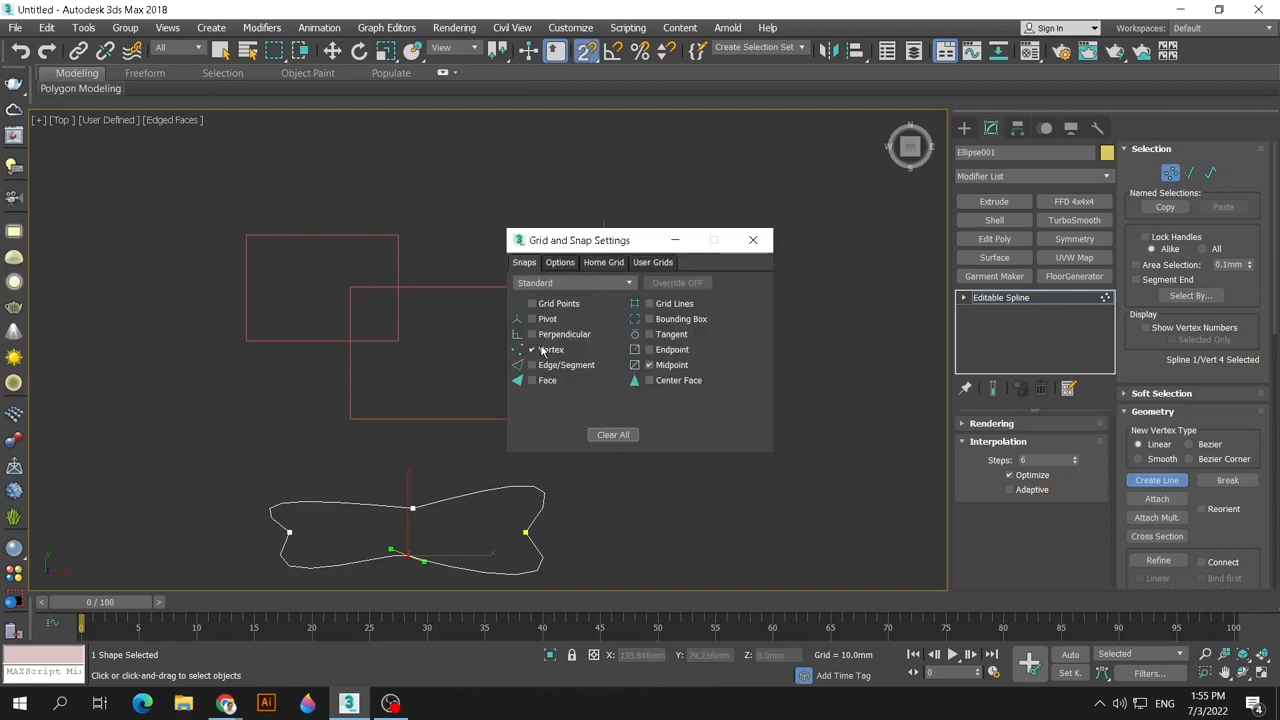 Untitled - Autodesk 3ds Max 2018
File Edit Tools Group Views Create Modifiers Animation Graph Editors Rendering Civil View Customize Scripting Content Arnold Help
Sign In Workspaces: Default
All View Create Selection Set
Modeling Freeform Selection Object Paint Populate
Polygon Modeling
[+] [Top ] [User Defined ] [Edged Faces ]
N
W TOP E
S
Ellipse001
Modifier List
Extrude FFD 4x4x4
Shell TurboSmooth
Edit Poly Symmetry
Surface UVW Map
Garment Maker FloorGenerator
Editable Spline
Rendering
Interpolation
Steps: 6
Optimize
Adaptive
Selection
Named Selections:
Copy Paste
Lock Handles
Alike All
Area Selection: 0.1mm
Segment End
Select By...
Display
Show Vertex Numbers
Selected Only
Spline 1/Vert 4 Selected
Soft Selection
Geometry
New Vertex Type
Linear Bezier
Smooth Bezier Corner
Create Line Break
Attach Reorient
Attach Mult.
Cross Section
Refine Connect
Linear Bind first
Grid and Snap Settings
Snaps Options Home Grid User Grids
Standard Override OFF
Grid Points Grid Lines
Pivot Bounding Box
Perpendicular Tangent
Vertex Endpoint
Edge/Segment Midpoint
Face Center Face
Clear All
x
0 / 100
0 5 10 15 20 25 30 35 40 45 50 55 60 65 70 75 80 85 90 95 100
1 Shape Selected X: 133.846mm Y: 79.236mm Z: 0.0mm Grid = 10.0mm Auto Selected
MAXScript Mi Click or click-and-drag to select objects Add Time Tag 0 Set K. Filters...
ENG 1:55 PM
7/3/2022 4